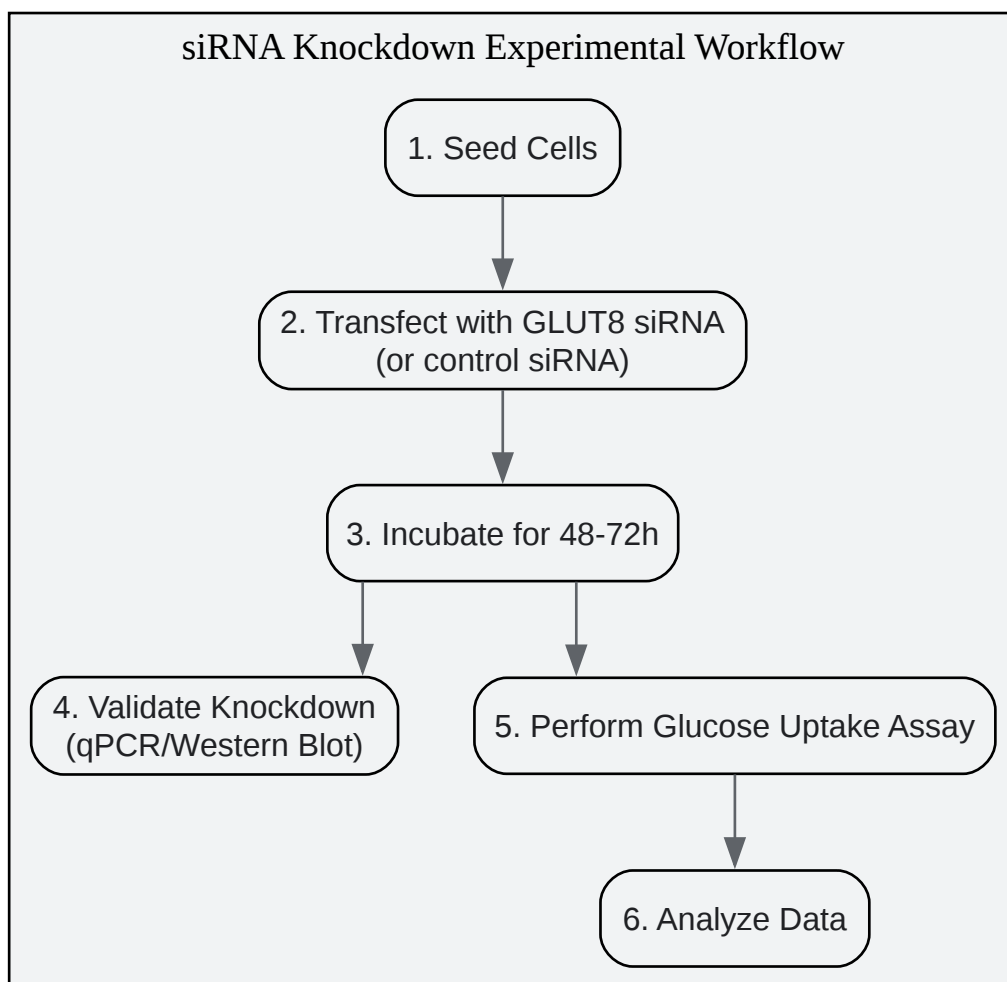 siRNA Knockdown Experimental Workflow
1. Seed Cells
2. Transfect with GLUT8 siRNA
(or control siRNA)
3. Incubate for 48-72h
4. Validate Knockdown
(qPCR/Western Blot)
5. Perform Glucose Uptake Assay
6. Analyze Data